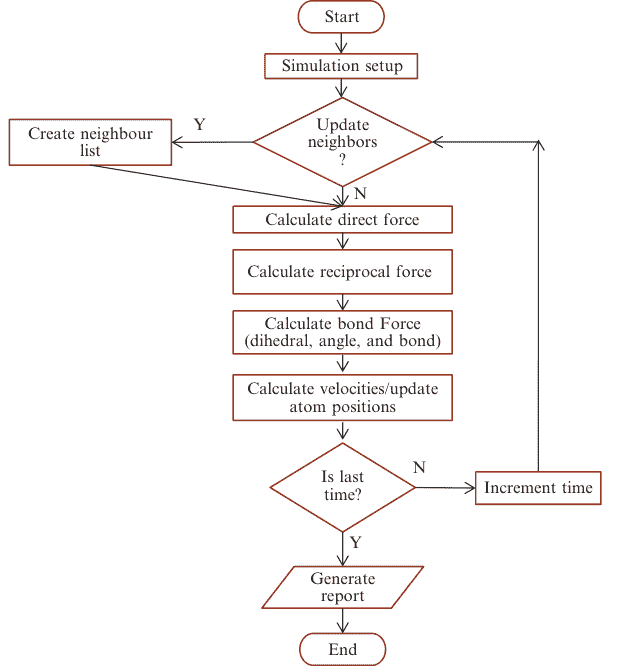 Start
Simulation setup
Update
neighbors
?
Y
Create neighbour
list
N
Calculate direct force
Calculate reciprocal force
Calculate bond Force
(dihedral, angle, and bond)
Calculate velocities/update
atom positions
Is last
time?
N
Increment time
Y
Generate
report
End